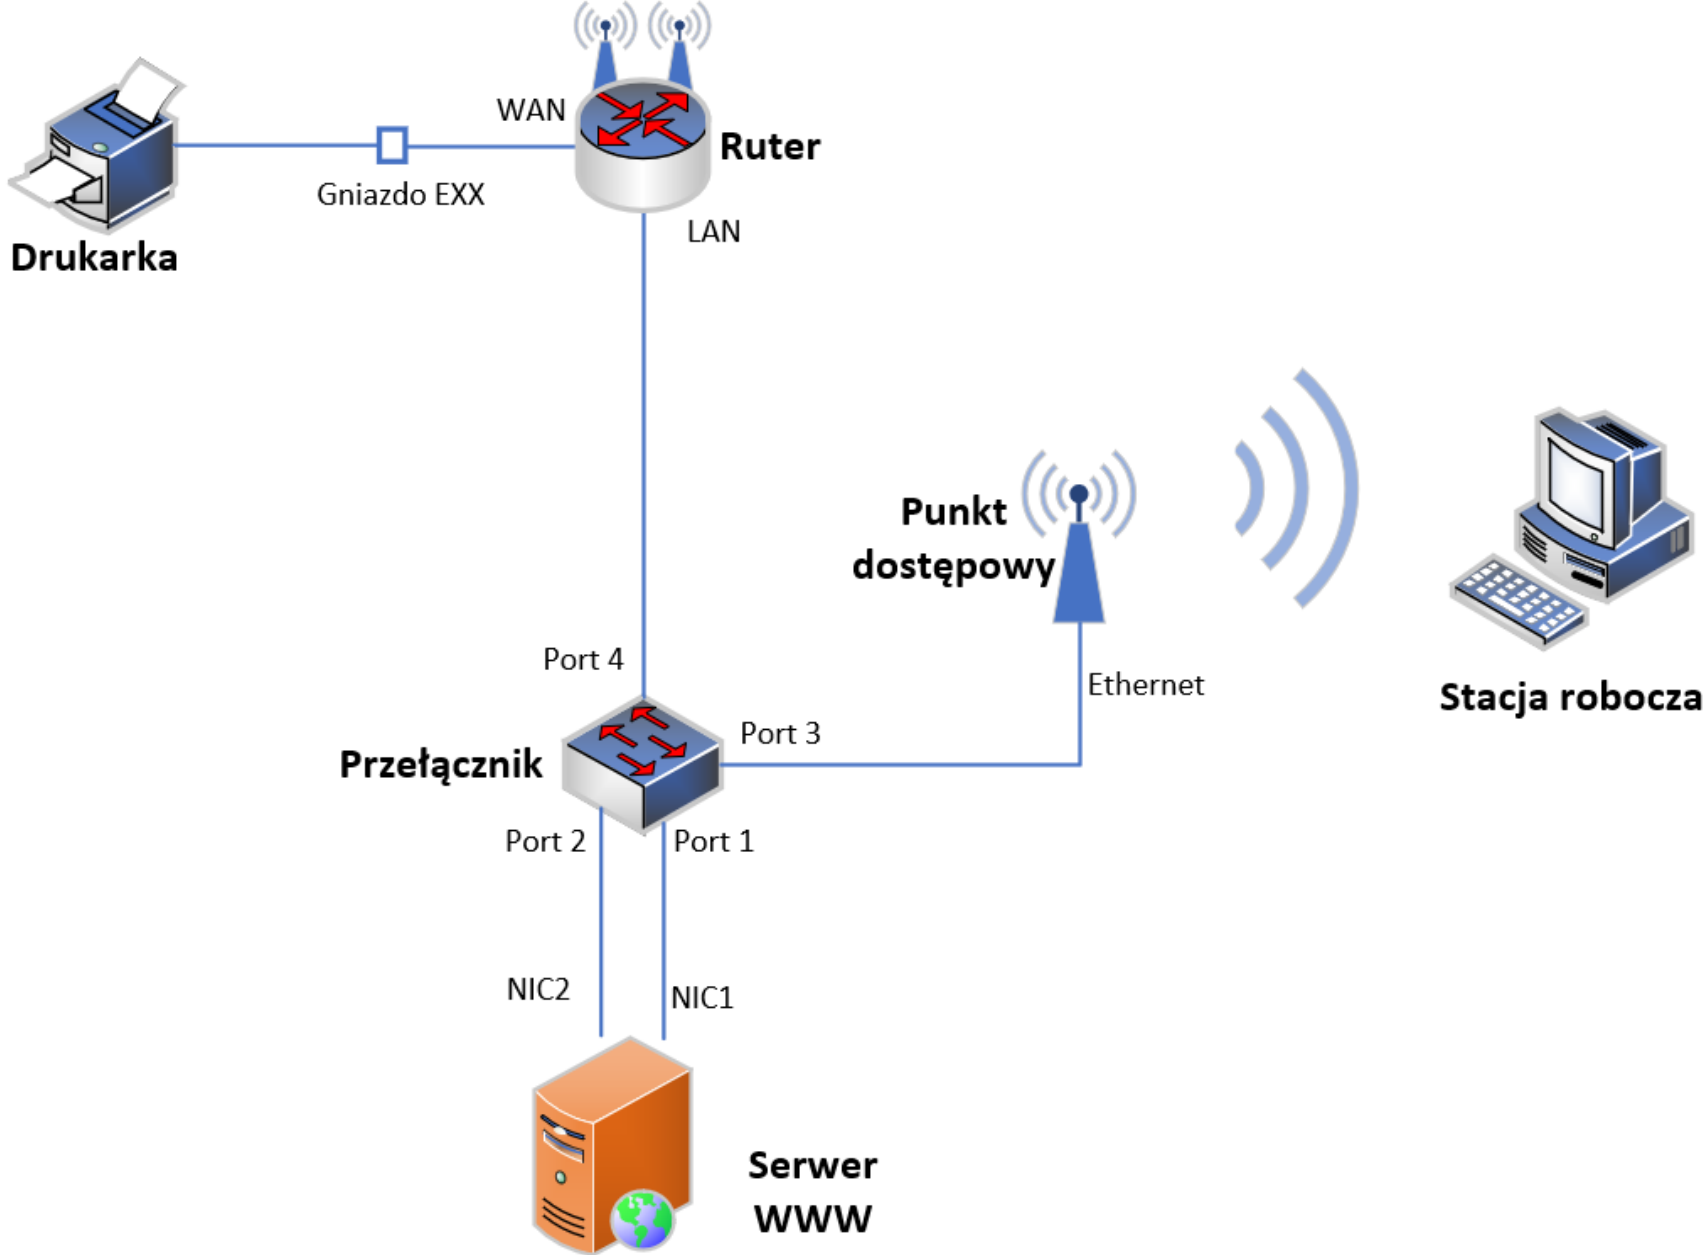 WAN
Ruter
Gniazdo EXX
LAN
Drukarka
Punkt
dostępowy
Port 4
Ethernet
Stacja robocza
Port 3
Przełącznik
Port 2
Port 1
NIC2
NIC1
Serwer
WWW